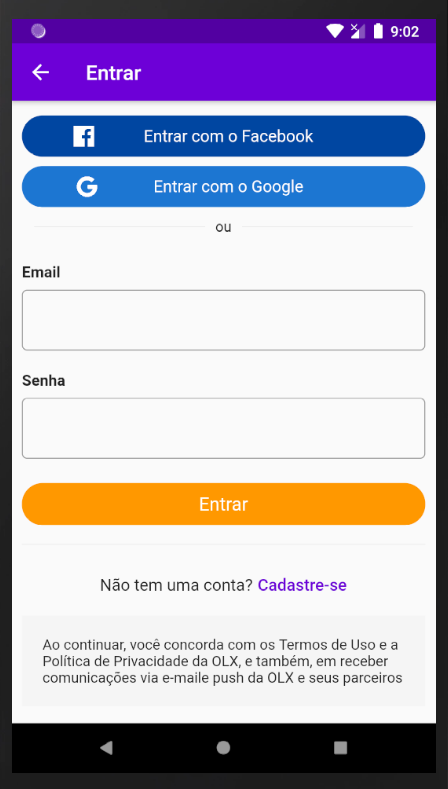 9:02
Entrar
Entrar com o Facebook
Entrar com o Google
ou
Email
Senha
Entrar
Não tem uma conta? Cadastre-se
Ao continuar, você concorda com os Termos de Uso e a
Política de Privacidade da OLX, e também, em receber
comunicações via e-maile push da OLX e seus parceiros